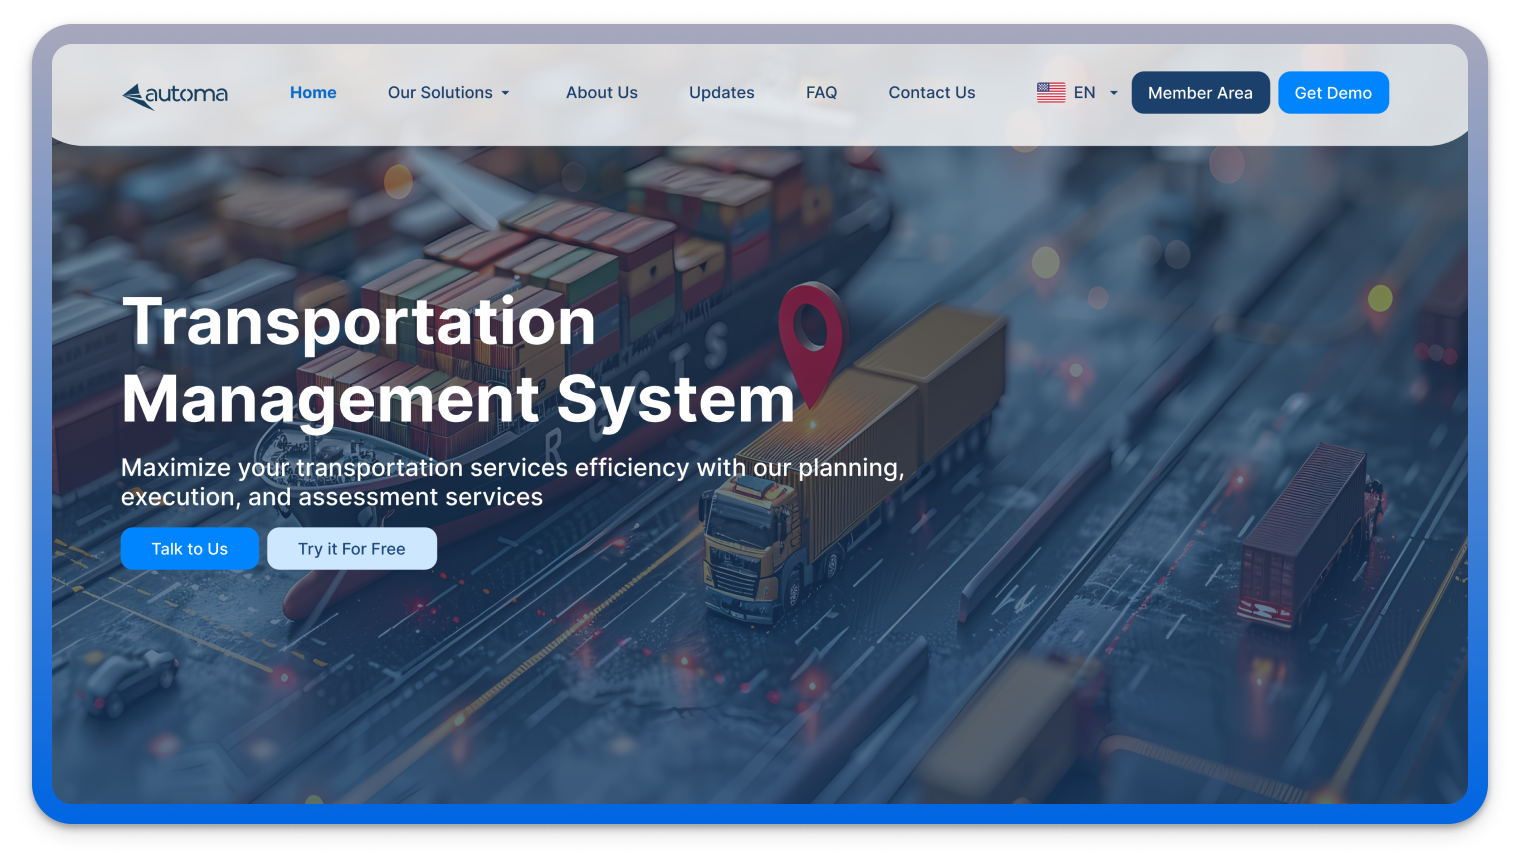 automa
Home
Our Solutions
About Us
Updates
FAQ
Contact Us
EN
Member Area
Get Demo
Transportation
Management System
Maximize your transportation services efficiency with our planning,
execution, and assessment services
Talk to Us
Try it For Free